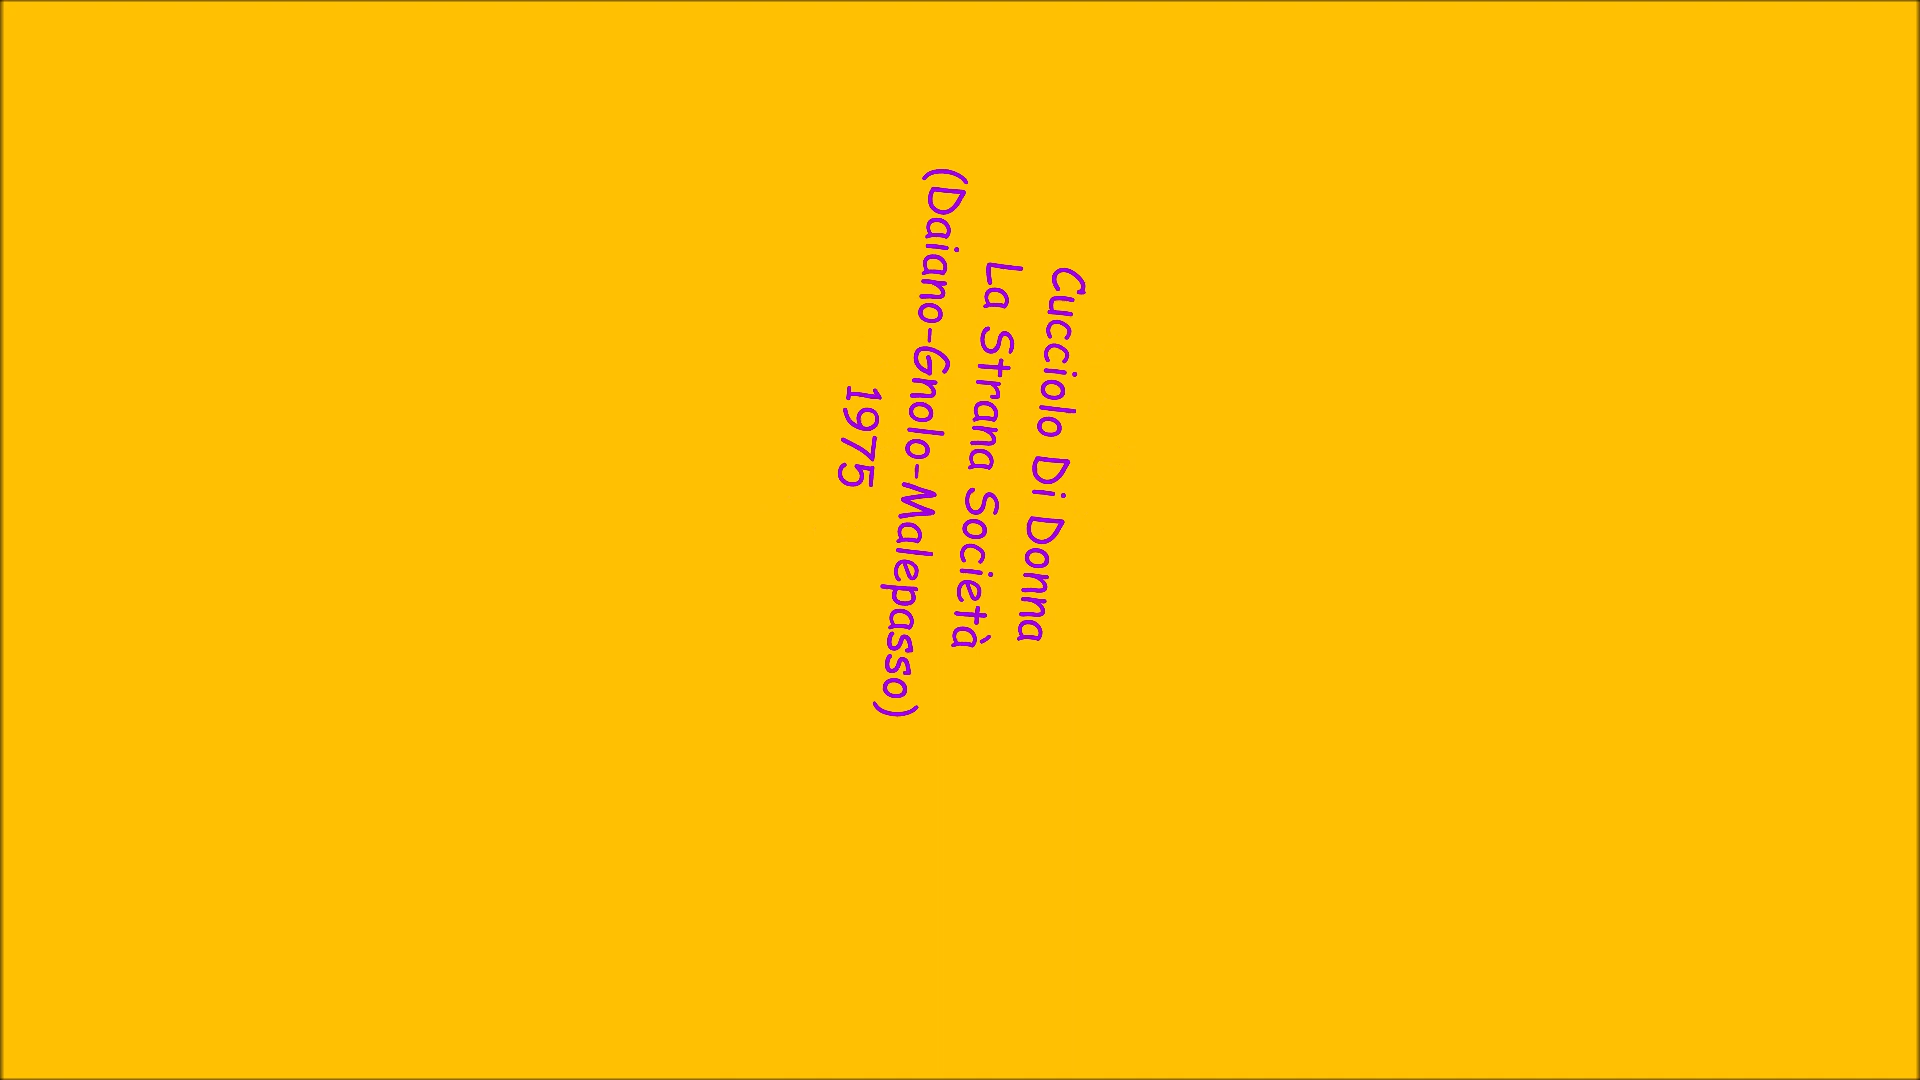 Cucciolo Di Donna
La Strana Società
(Daiano-Gnolo-Malepasso)
1975